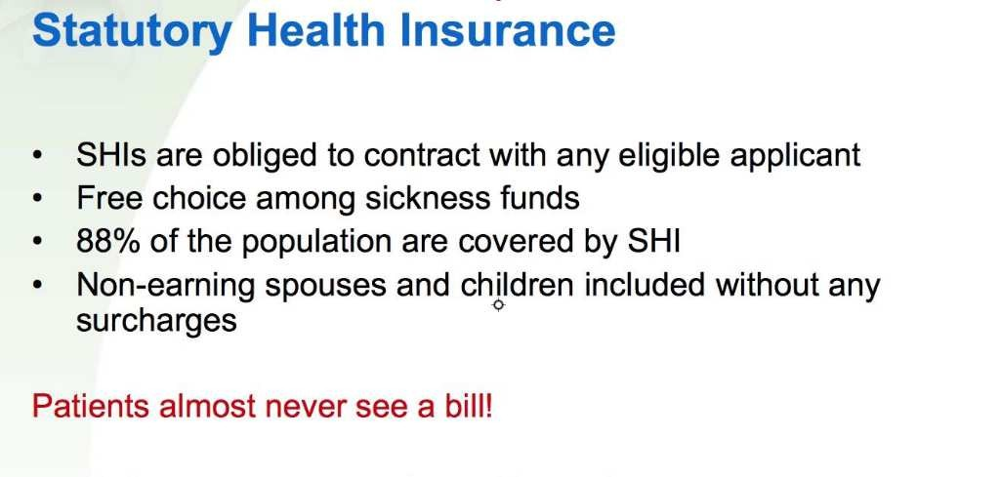 Statutory Health Insurance
• SHIs are obliged to contract with any eligible applicant
• Free choice among sickness funds
• 88% of the population are covered by SHI
• Non-earning spouses and children included without any
surcharges
Patients almost never see a bill!